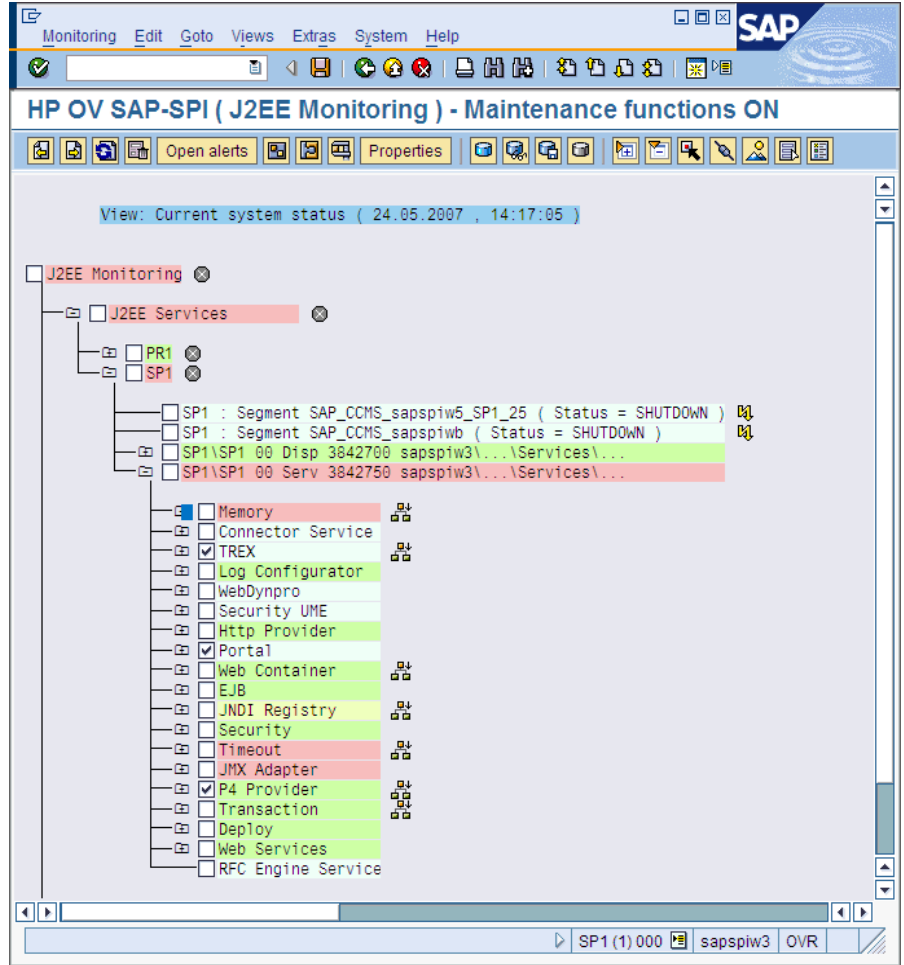 SAP
Monitoring Edit Goto Views Extras System Help
HP OV SAP-SPI ( J2EE Monitoring ) - Maintenance functions ON
Open alerts Properties
View: Current system status ( 24.05.2007 , 14:17:05 )
J2EE Monitoring
J2EE Services
PR1
SP1
SP1 : Segment SAP_CCMS_sapspiw5_SP1_25 ( Status = SHUTDOWN )
SP1 : Segment SAP_CCMS_sapspiwb ( Status = SHUTDOWN )
SP1\SP1 00 Disp 3842700 sapspiw3\...\Services\...
SP1\SP1 00 Serv 3842750 sapspiw3\...\Services\...
Memory
Connector Service
TREX
Log Configurator
WebDynpro
Security UME
Http Provider
Portal
Web Container
EJB
JNDI Registry
Security
Timeout
JMX Adapter
P4 Provider
Transaction
Deploy
Web Services
RFC Engine Service
SP1 (1) 000 sapspiw3 OVR